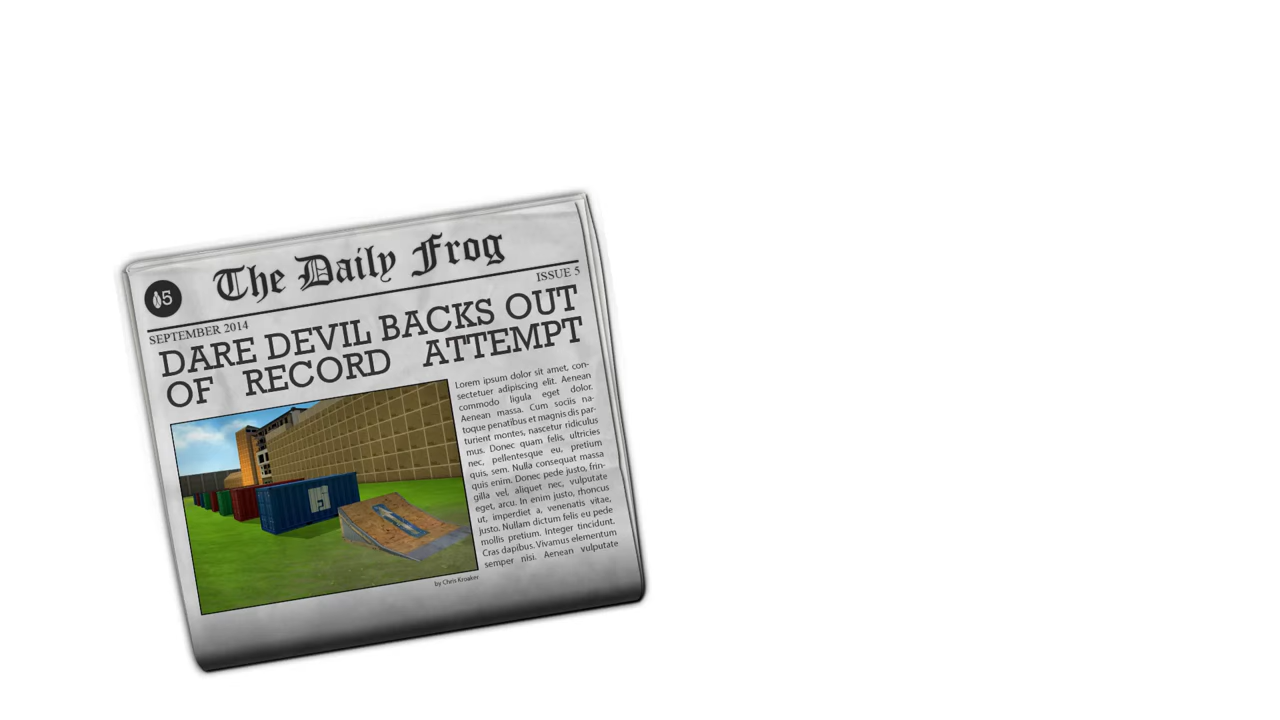 05
The Daily Frog
SEPTEMBER 2014
ISSUE 5
DARE DEVIL BACKS OUT
OF RECORD ATTEMPT
Lorem ipsum dolor sit amet, con-
sectetuer adipiscing elit. Aenean
commodo ligula eget dolor.
Aenean massa. Cum sociis na-
toque penatibus et magnis dis par-
turient montes, nascetur ridiculus
mus. Donec quam felis, ultricies
nec, pellentesque eu, pretium
quis, sem. Nulla consequat massa
quis enim. Donec pede justo, frin-
gilla vel, aliquet nec, vulputate
eget, arcu. In enim justo, rhoncus
ut, imperdiet a, venenatis vitae,
justo. Nullam dictum felis eu pede
mollis pretium. Integer tincidunt.
Cras dapibus. Vivamus elementum
semper nisi. Aenean vulputate
by Chris Kroaker